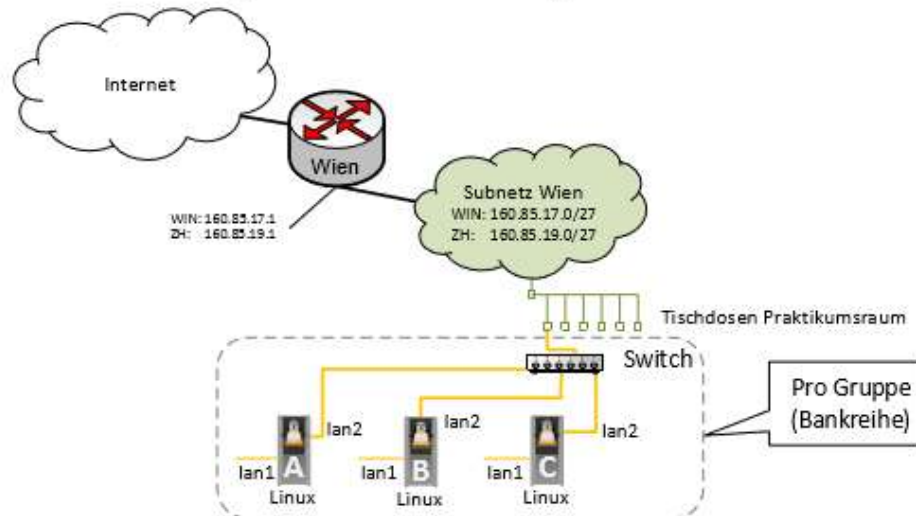 Internet
Wien
WIN: 160.85.17.1
ZH: 160.85.19.1
Subnetz Wien
WIN: 160.85.17.0/27
ZH: 160.85.19.0/27
Tischdosen Praktikumsraum
Switch
Pro Gruppe
(Bankreihe)
lan2
lan2
lan2
A
B
C
lan1
lan1
lan1
Linux
Linux
Linux